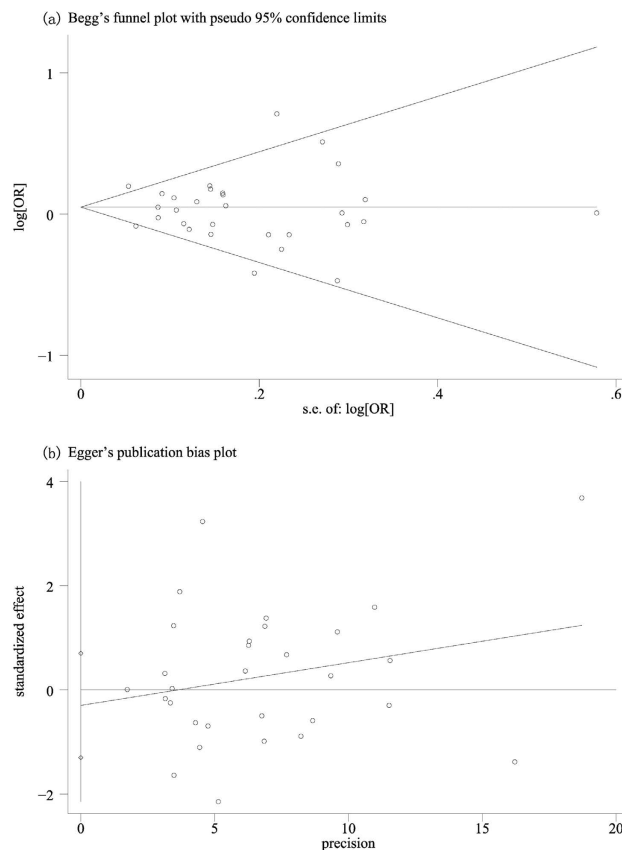 (a) Begg's funnel plot with pseudo 95% confidence limits
1
0
−1
log[OR]
0
.2
.4
.6
s.e. of: log[OR]
(b) Egger's publication bias plot
4
2
0
−2
standardized effect
0
5
10
15
20
precision